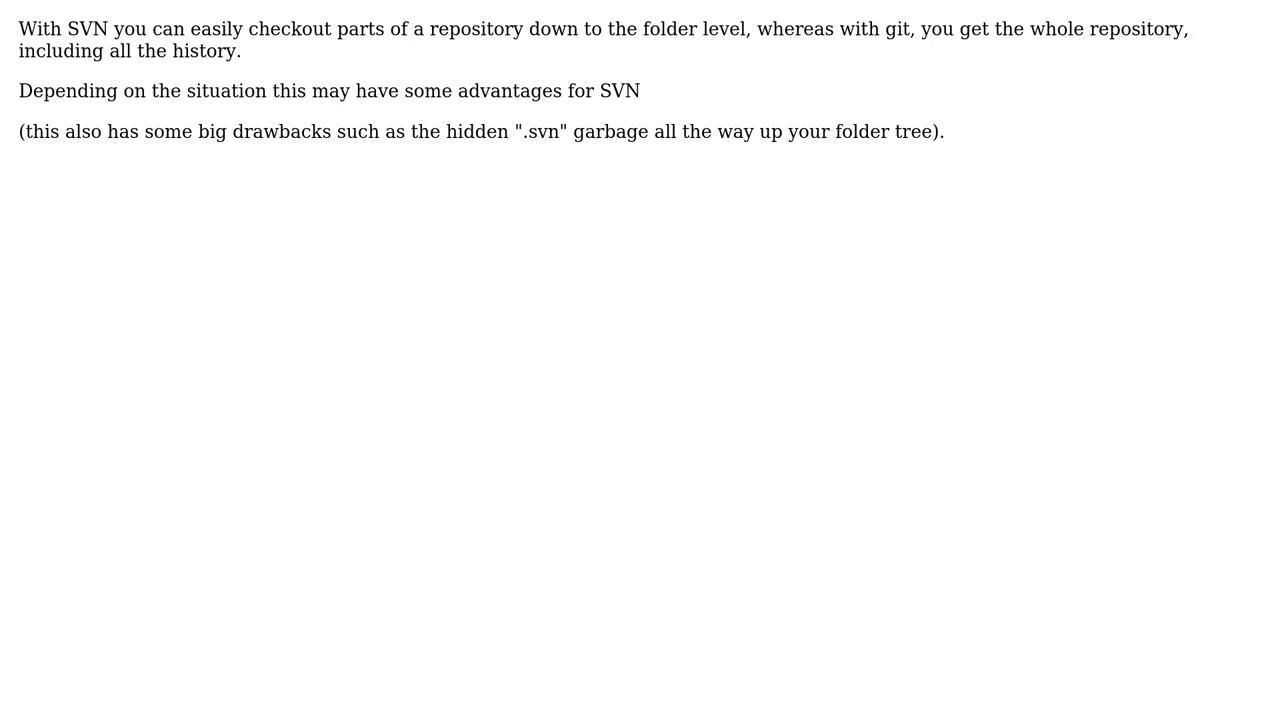 With SVN you can easily checkout parts of a repository down to the folder level, whereas with git, you get the whole repository,
including all the history.
Depending on the situation this may have some advantages for SVN
(this also has some big drawbacks such as the hidden ".svn" garbage all the way up your folder tree).